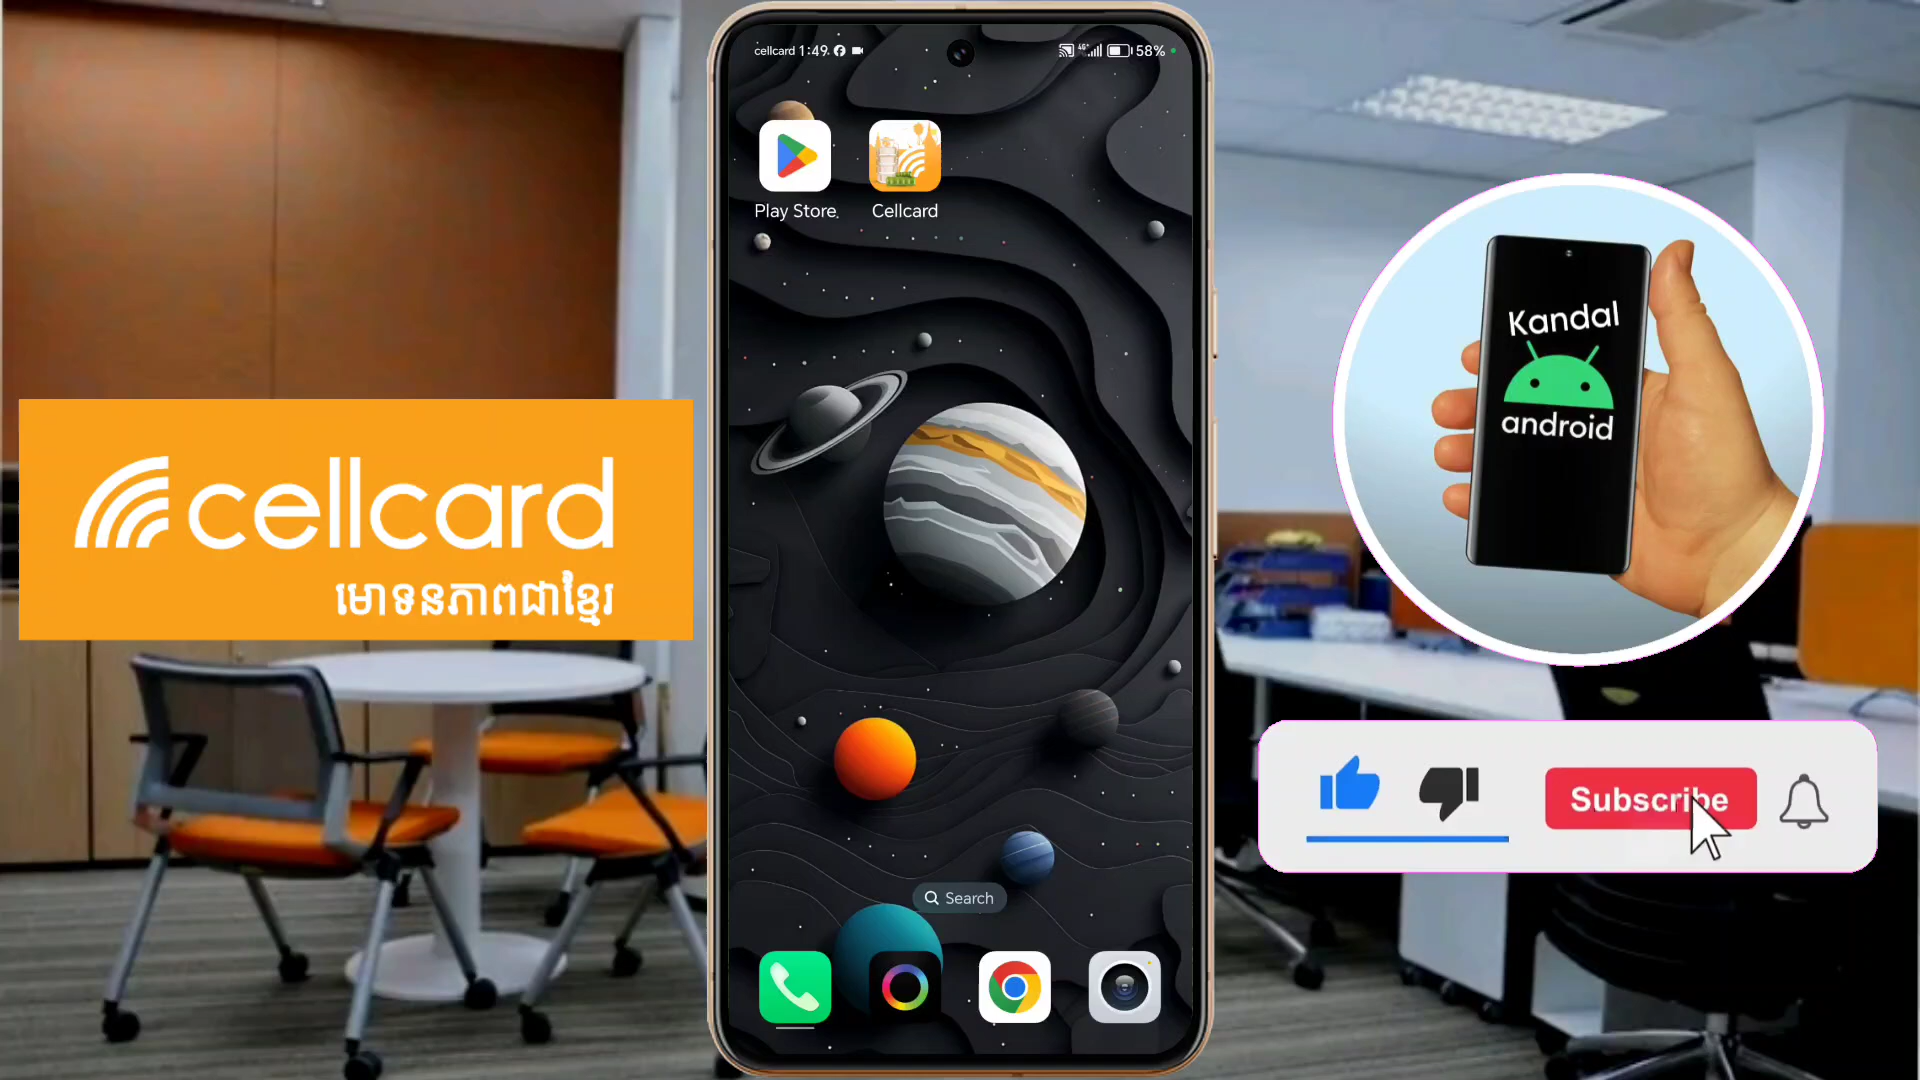 cellcard 1:49
4G 58%
Play Store
Cellcard
cellcard
មោទនភាពជាខ្មែរ
Kandal
android
Subscribe
Search